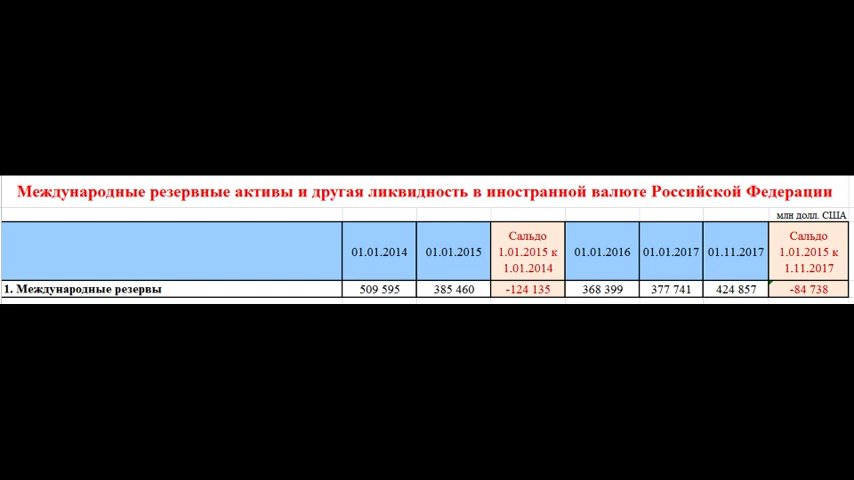 Международные резервные активы и другая ликвидность в иностранной валюте Российской Федерации
млн долл. США
01.01.2014 01.01.2015 Сальдо 1.01.2015 к 1.01.2014 01.01.2016 01.01.2017 01.11.2017 Сальдо 1.01.2015 к 1.11.2017
1. Международные резервы 509 595 385 460 -124 135 368 399 377 741 424 857 -84 738